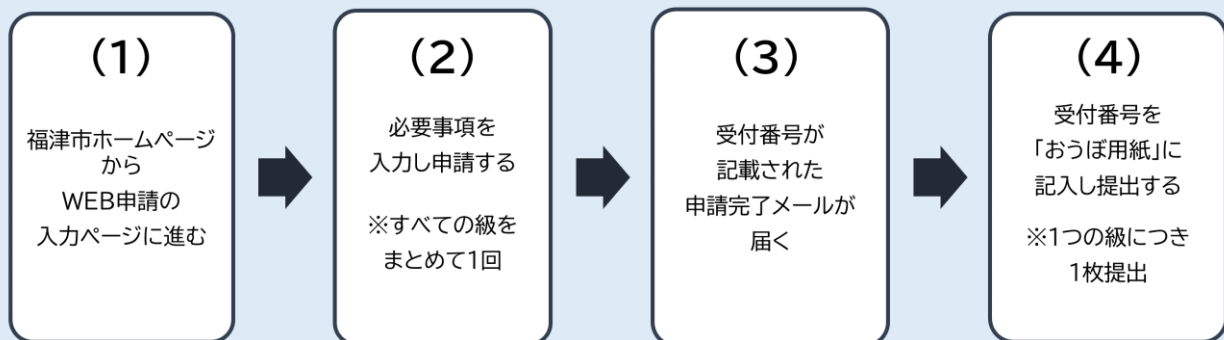 (1)
福津市ホームページ
から
WEB申請の
入力ページに進む
(2)
必要事項を
入力し申請する
※すべての級を
まとめて1回
(3)
受付番号が
記載された
申請完了メールが
届く
(4)
受付番号を
「おうぼ用紙」に
記入し提出する
※1つの級につき
1枚提出